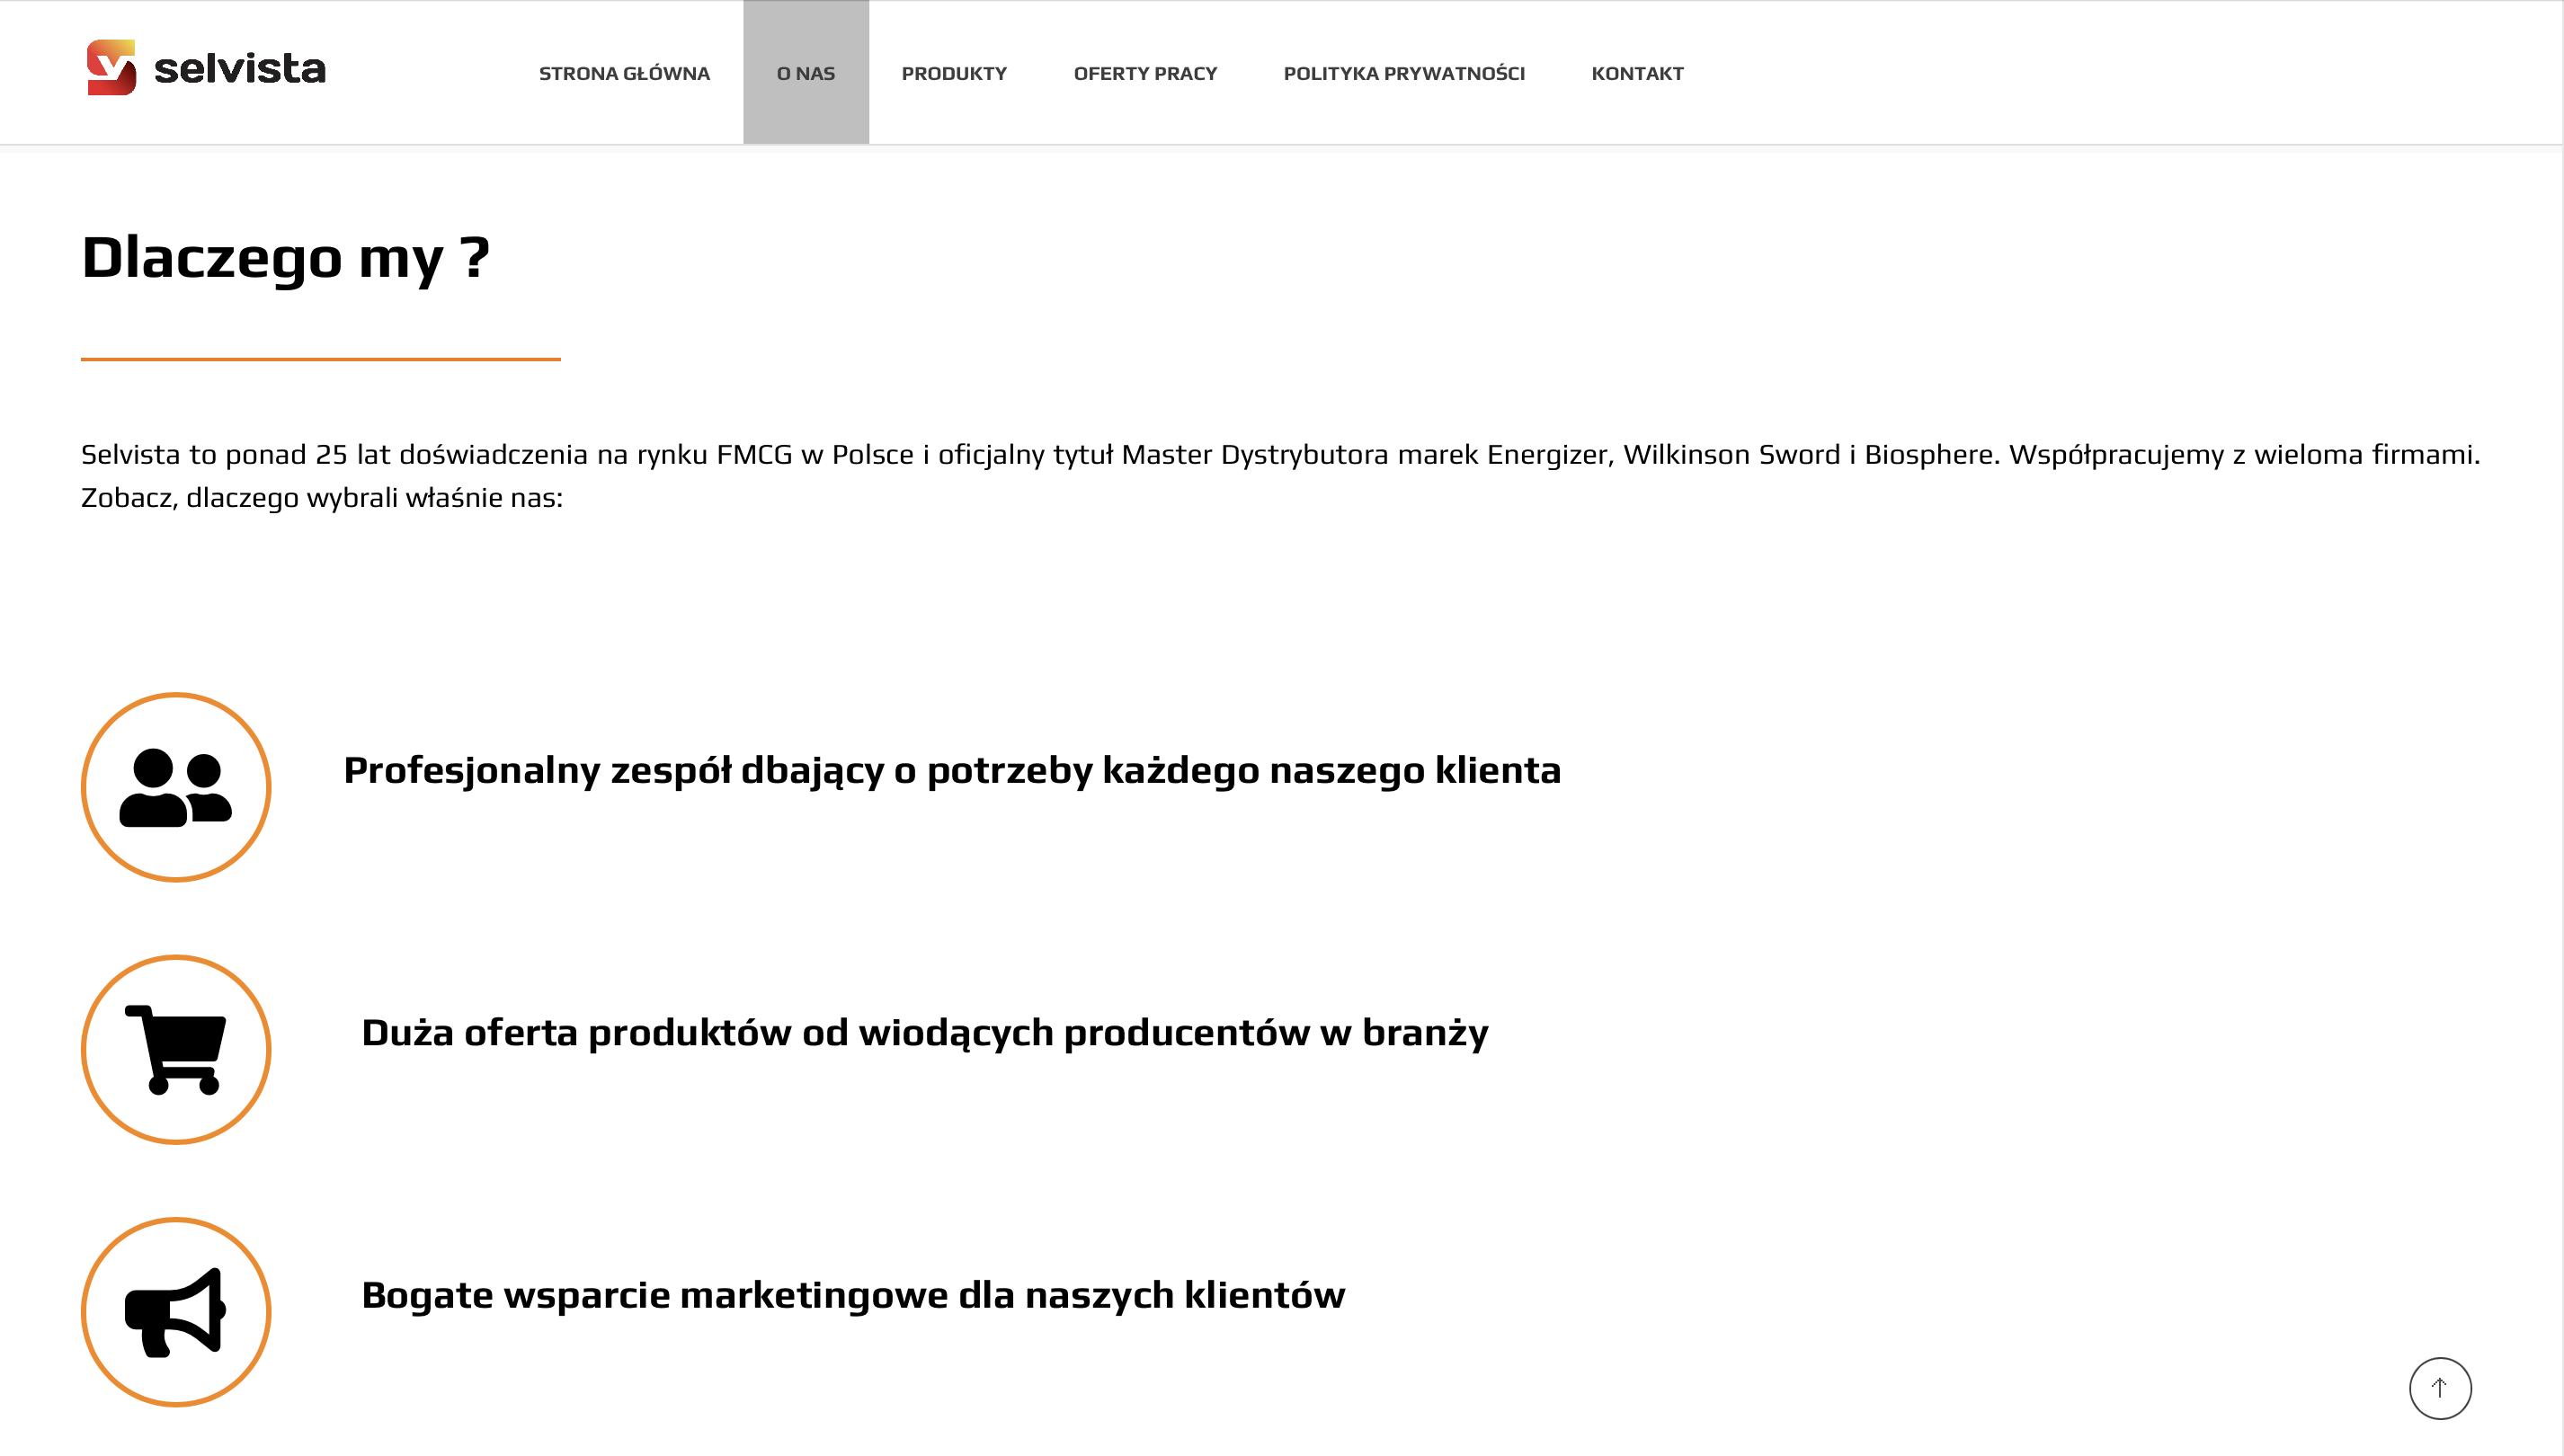 selvista
STRONA GŁÓWNA
O NAS
PRODUKTY
OFERTY PRACY
POLITYKA PRYWATNOŚCI
KONTAKT
Dlaczego my ?
Selvista to ponad 25 lat doświadczenia na rynku FMCG w Polsce i oficjalny tytuł Master Dystrybutora marek Energizer, Wilkinson Sword i Biosphere. Współpracujemy z wieloma firmami.
Zobacz, dlaczego wybrali właśnie nas:
Profesjonalny zespół dbający o potrzeby każdego naszego klienta
Duża oferta produktów od wiodących producentów w branży
Bogate wsparcie marketingowe dla naszych klientów